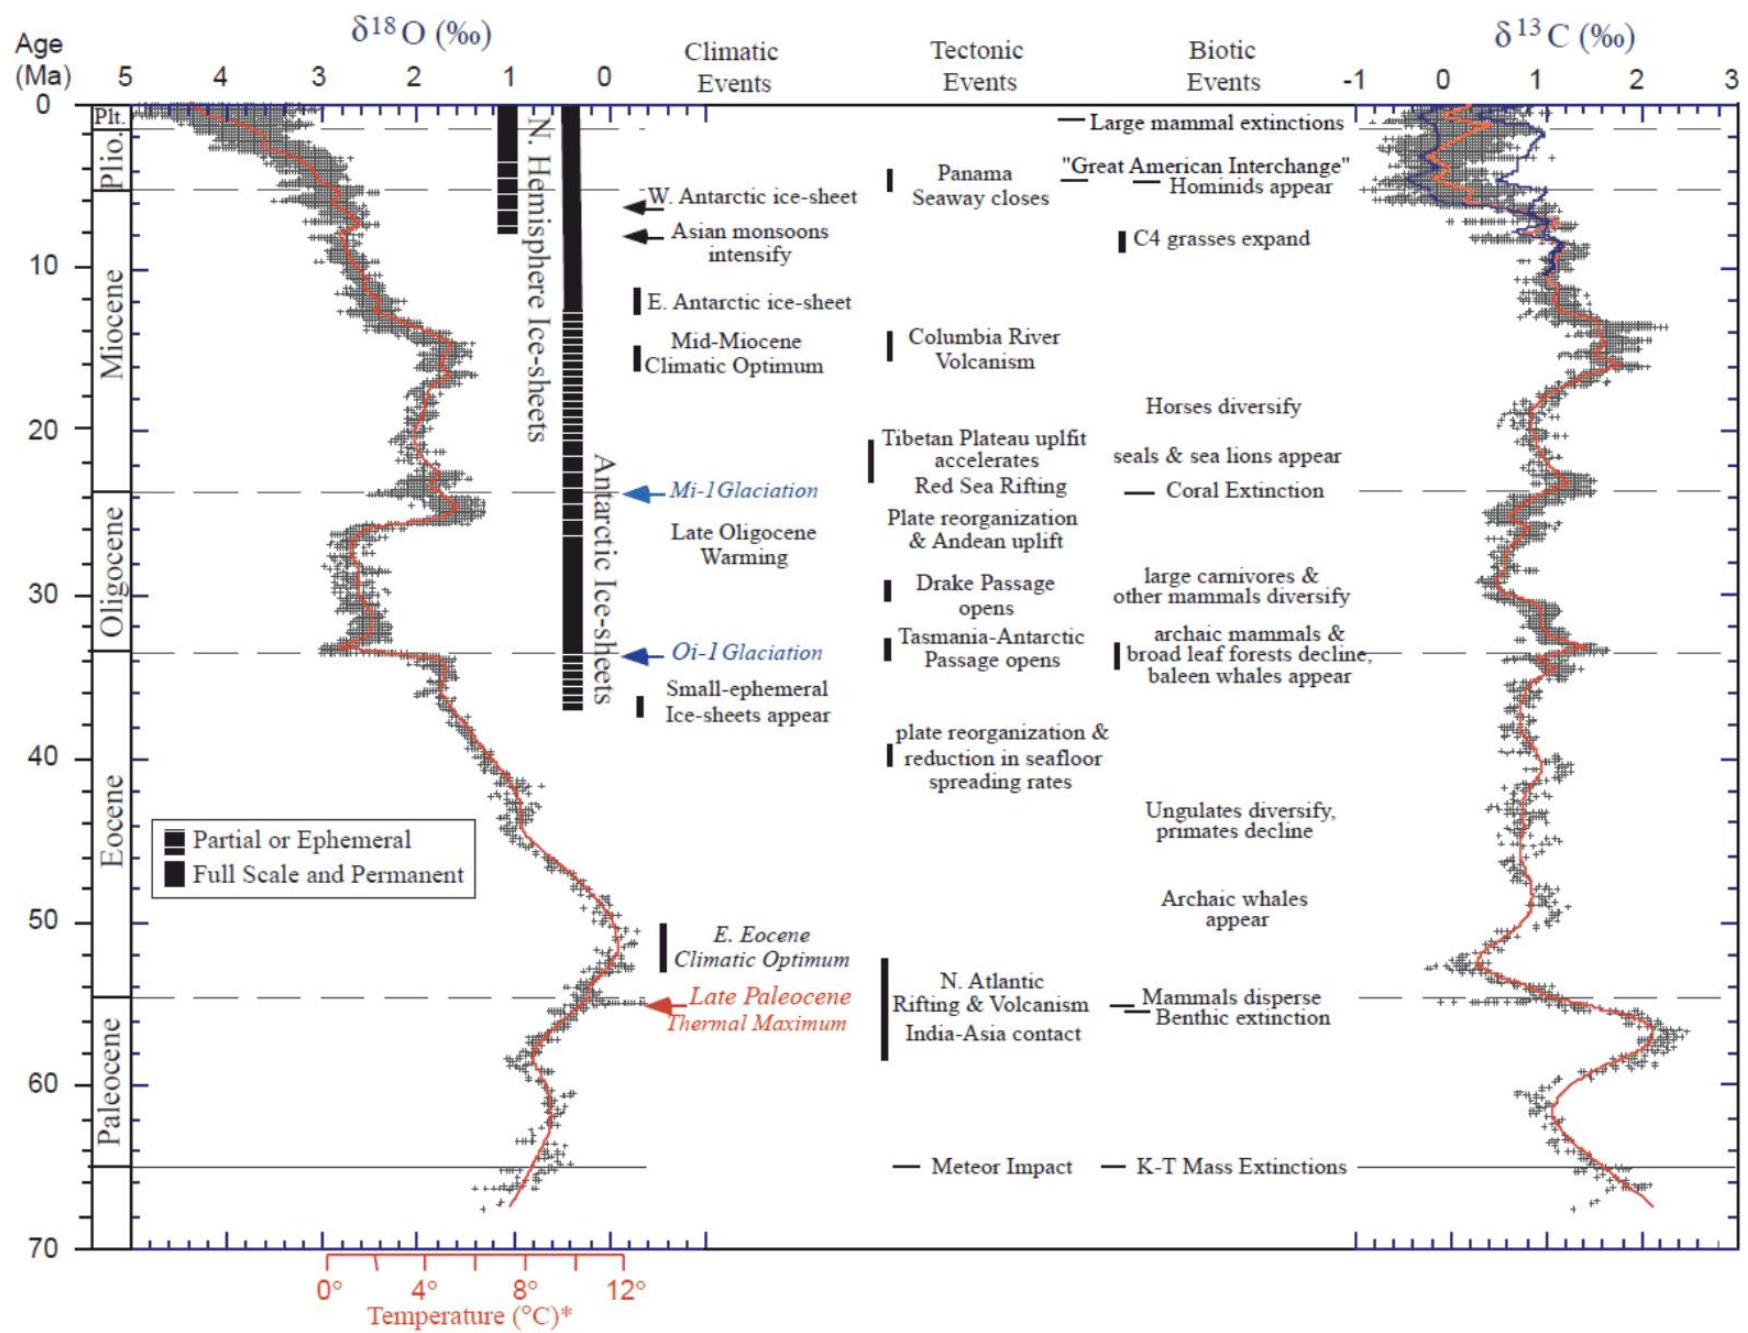 δ18O (‰)
Age
(Ma)
5 4 3 2 1 0
Climatic
Events
Tectonic
Events
Biotic
Events
δ13C (‰)
-1 0 1 2 3
0
10
20
30
40
50
60
70
Plt.
Plio.
Miocene
Oligocene
Eocene
Paleocene
N. Hemisphere Ice-sheets
Antarctic Ice-sheets
W. Antarctic ice-sheet
Asian monsoons
intensify
E. Antarctic ice-sheet
Mid-Miocene
Climatic Optimum
Mi-1Glaciation
Late Oligocene
Warming
Oi-1Glaciation
Small-ephemeral
Ice-sheets appear
E. Eocene
Climatic Optimum
Late Paleocene
Thermal Maximum
Panama
Seaway closes
Columbia River
Volcanism
Tibetan Plateau uplfit
accelerates
Red Sea Rifting
Plate reorganization
& Andean uplift
Drake Passage
opens
Tasmania-Antarctic
Passage opens
plate reorganization &
reduction in seafloor
spreading rates
N. Atlantic
Rifting & Volcanism
India-Asia contact
Meteor Impact
Large mammal extinctions
"Great American Interchange"
Hominids appear
C4 grasses expand
Horses diversify
seals & sea lions appear
Coral Extinction
large carnivores &
other mammals diversify
archaic mammals &
broad leaf forests decline,
baleen whales appear
Ungulates diversify,
primates decline
Archaic whales
appear
Mammals disperse
Benthic extinction
K-T Mass Extinctions
Partial or Ephemeral
Full Scale and Permanent
0° 4° 8° 12°
Temperature (°C)*